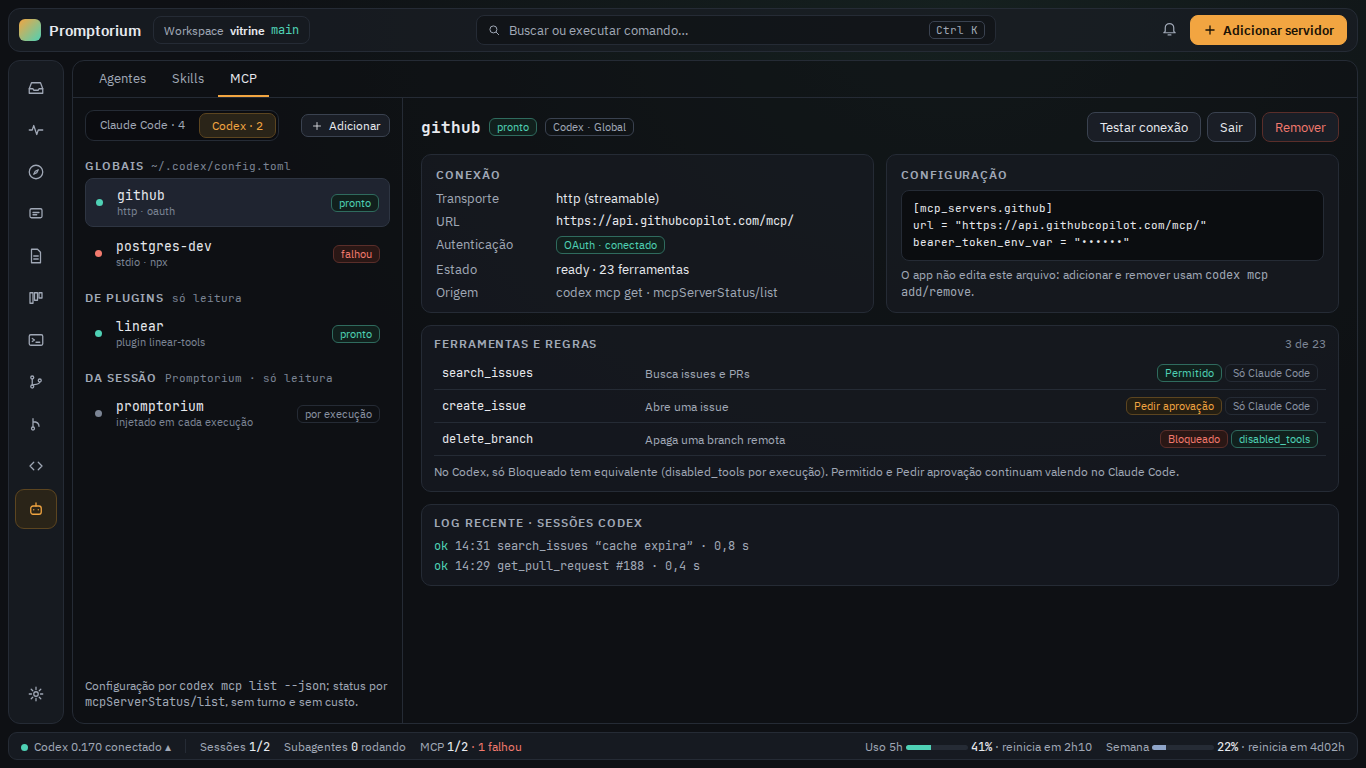 Promptorium
Workspace vitrine main
Buscar ou executar comando...
Ctrl K
+ Adicionar servidor
Agentes
Skills
MCP
Claude Code · 4
Codex · 2
+ Adicionar
GLOBAIS ~/.codex/config.toml
github
http · oauth
pronto
postgres-dev
stdio · npx
falhou
DE PLUGINS só leitura
linear
plugin linear-tools
pronto
DA SESSÃO Promptorium · só leitura
promptorium
injetado em cada execução
por execução
Configuração por codex mcp list --json; status por
mcpServerStatus/list, sem turno e sem custo.
github
pronto
Codex · Global
Testar conexão
Sair
Remover
CONEXÃO
Transporte http (streamable)
URL https://api.githubcopilot.com/mcp/
Autenticação OAuth · conectado
Estado ready · 23 ferramentas
Origem codex mcp get · mcpServerStatus/list
CONFIGURAÇÃO
[mcp_servers.github]
url = "https://api.githubcopilot.com/mcp/"
bearer_token_env_var = "••••••"
O app não edita este arquivo: adicionar e remover usam codex mcp
add/remove.
FERRAMENTAS E REGRAS
3 de 23
search_issues Busca issues e PRs Permitido Só Claude Code
create_issue Abre uma issue Pedir aprovação Só Claude Code
delete_branch Apaga uma branch remota Bloqueado disabled_tools
No Codex, só Bloqueado tem equivalente (disabled_tools por execução). Permitido e Pedir aprovação continuam valendo no Claude Code.
LOG RECENTE · SESSÕES CODEX
ok 14:31 search_issues “cache expira” · 0,8 s
ok 14:29 get_pull_request #188 · 0,4 s
Codex 0.170 conectado ▴
Sessões 1/2
Subagentes 0 rodando
MCP 1/2 · 1 falhou
Uso 5h 41% · reinicia em 2h10
Semana 22% · reinicia em 4d02h